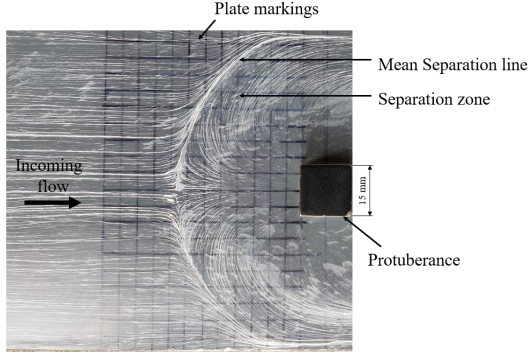 Plate markings
Mean Separation line
Separation zone
Incoming
flow
15 mm
Protuberance